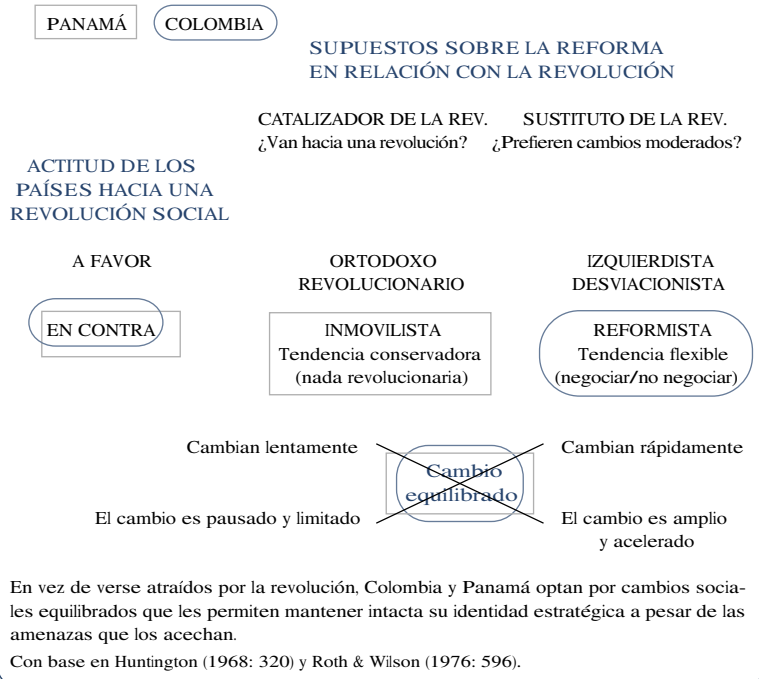 PANAMÁ COLOMBIA
SUPUESTOS SOBRE LA REFORMA
EN RELACIÓN CON LA REVOLUCIÓN
CATALIZADOR DE LA REV. SUSTITUTO DE LA REV.
¿Van hacia una revolución? ¿Prefieren cambios moderados?
ACTITUD DE LOS
PAÍSES HACIA UNA
REVOLUCIÓN SOCIAL
A FAVOR ORTODOXO IZQUIERDISTA
REVOLUCIONARIO DESVIACIONISTA
EN CONTRA INMOVILISTA REFORMISTA
Tendencia conservadora Tendencia flexible
(nada revolucionaria) (negociar/no negociar)
Cambian lentamente Cambian rápidamente
Cambio
equilibrado
El cambio es pausado y limitado El cambio es amplio
y acelerado
En vez de verse atraídos por la revolución, Colombia y Panamá optan por cambios socia-
les equilibrados que les permiten mantener intacta su identidad estratégica a pesar de las
amenazas que los acechan.
Con base en Huntington (1968: 320) y Roth & Wilson (1976: 596).